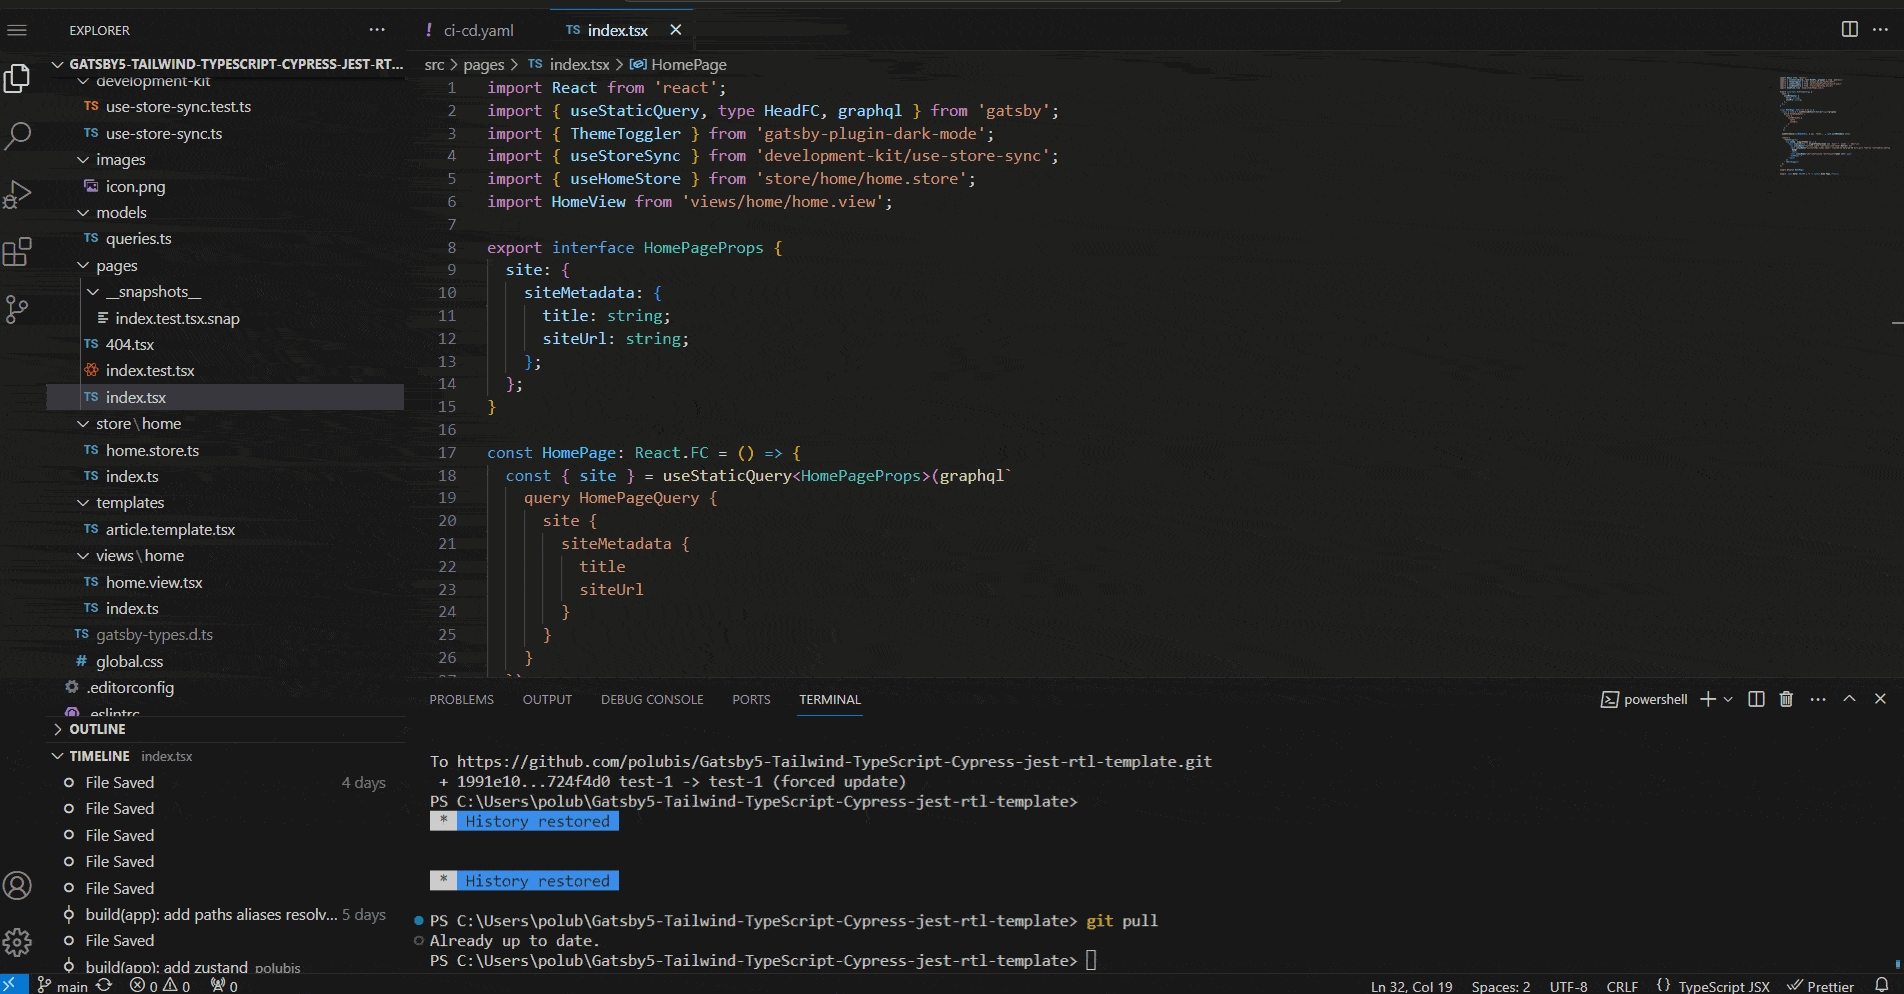 EXPLORER
GATSBY5-TAILWIND-TYPESCRIPT-CYPRESS-JEST-RT...
development-kit
TS use-store-sync.test.ts
TS use-store-sync.ts
images
icon.png
models
TS queries.ts
pages
__snapshots__
index.test.tsx.snap
TS 404.tsx
index.test.tsx
TS index.tsx
store\home
TS home.store.ts
TS index.ts
templates
TS article.template.tsx
views\home
TS home.view.tsx
TS index.ts
TS gatsby-types.d.ts
# global.css
.editorconfig
.eslintrc
OUTLINE
TIMELINE index.tsx
File Saved 4 days
File Saved
File Saved
File Saved
File Saved
build(app): add paths aliases resolv... 5 days
File Saved
build(app): add zustand polubis
! ci-cd.yaml
TS index.tsx
src > pages > TS index.tsx > HomePage
1 import React from 'react';
2 import { useStaticQuery, type HeadFC, graphql } from 'gatsby';
3 import { ThemeToggler } from 'gatsby-plugin-dark-mode';
4 import { useStoreSync } from 'development-kit/use-store-sync';
5 import { useHomeStore } from 'store/home/home.store';
6 import HomeView from 'views/home/home.view';
7
8 export interface HomePageProps {
9 site: {
10 siteMetadata: {
11 title: string;
12 siteUrl: string;
13 };
14 };
15 }
16
17 const HomePage: React.FC = () => {
18 const { site } = useStaticQuery<HomePageProps>(graphql`
19 query HomePageQuery {
20 site {
21 siteMetadata {
22 title
23 siteUrl
24 }
25 }
26 }
PROBLEMS OUTPUT DEBUG CONSOLE PORTS TERMINAL
powershell
To https://github.com/polubis/Gatsby5-Tailwind-TypeScript-Cypress-jest-rtl-template.git
+ 1991e10...724f4d0 test-1 -> test-1 (forced update)
PS C:\Users\polub\Gatsby5-Tailwind-TypeScript-Cypress-jest-rtl-template>
* History restored
* History restored
PS C:\Users\polub\Gatsby5-Tailwind-TypeScript-Cypress-jest-rtl-template> git pull
Already up to date.
PS C:\Users\polub\Gatsby5-Tailwind-TypeScript-Cypress-jest-rtl-template>
main 0 0 0
Ln 32, Col 19 Spaces: 2 UTF-8 CRLF {} TypeScript JSX Prettier